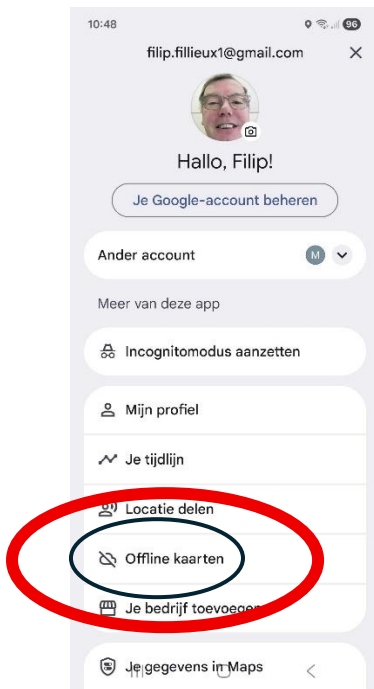 10:48
96
filip.fillieux1@gmail.com
Hallo, Filip!
Je Google-account beheren
Ander account
M
Meer van deze app
Incognitomodus aanzetten
Mijn profiel
Je tijdlijn
Locatie delen
Offline kaarten
Je bedrijf toevoegen
Je gegevens in Maps